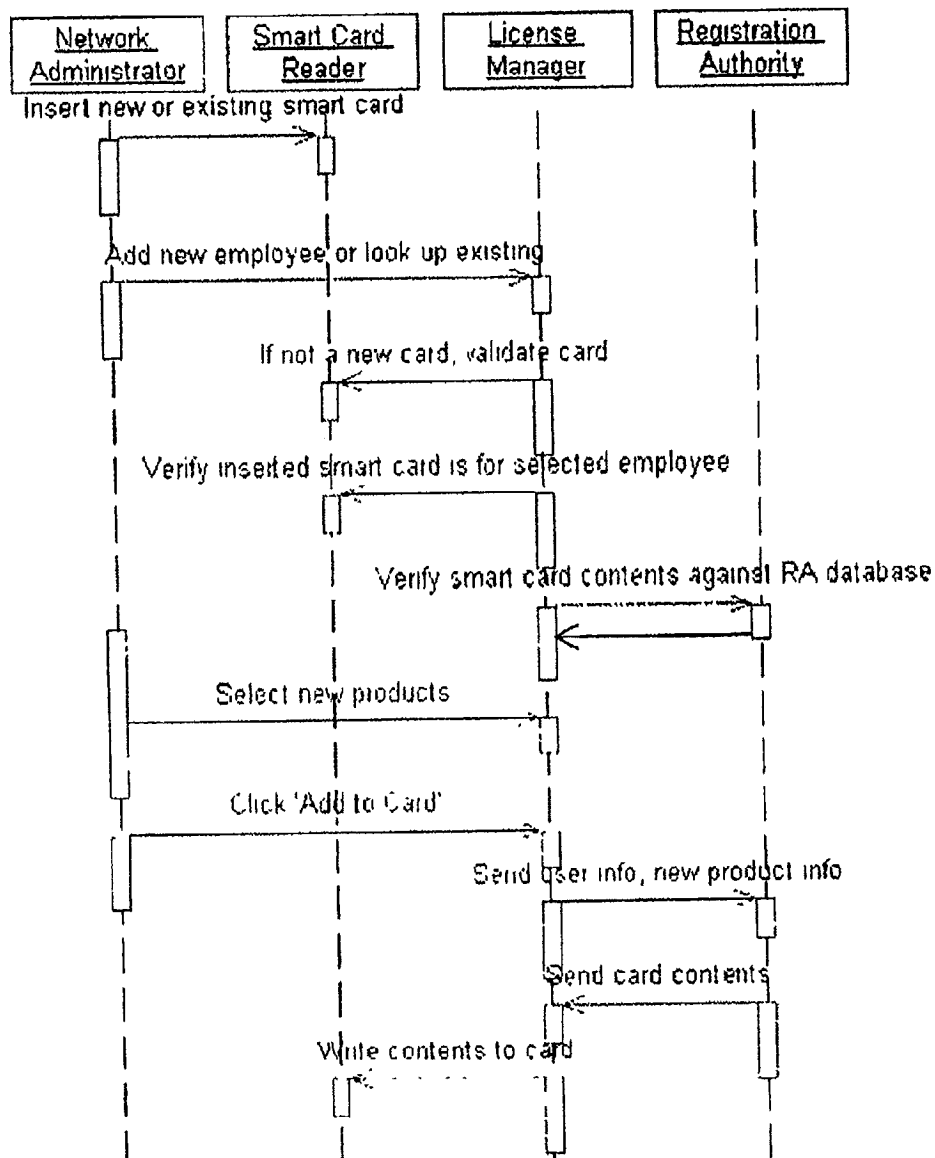 Network
Administrator
Smart Card
Reader
License
Manager
Registration
Authority
Insert new or existing smart card
Add new employee or look up existing
If not a new card, validate card
Verify inserted smart card is for selected employee
Verify smart card contents against RA database
Select new products
Click 'Add to Card'
Send user info, new product info
Send card contents
Write contents to card